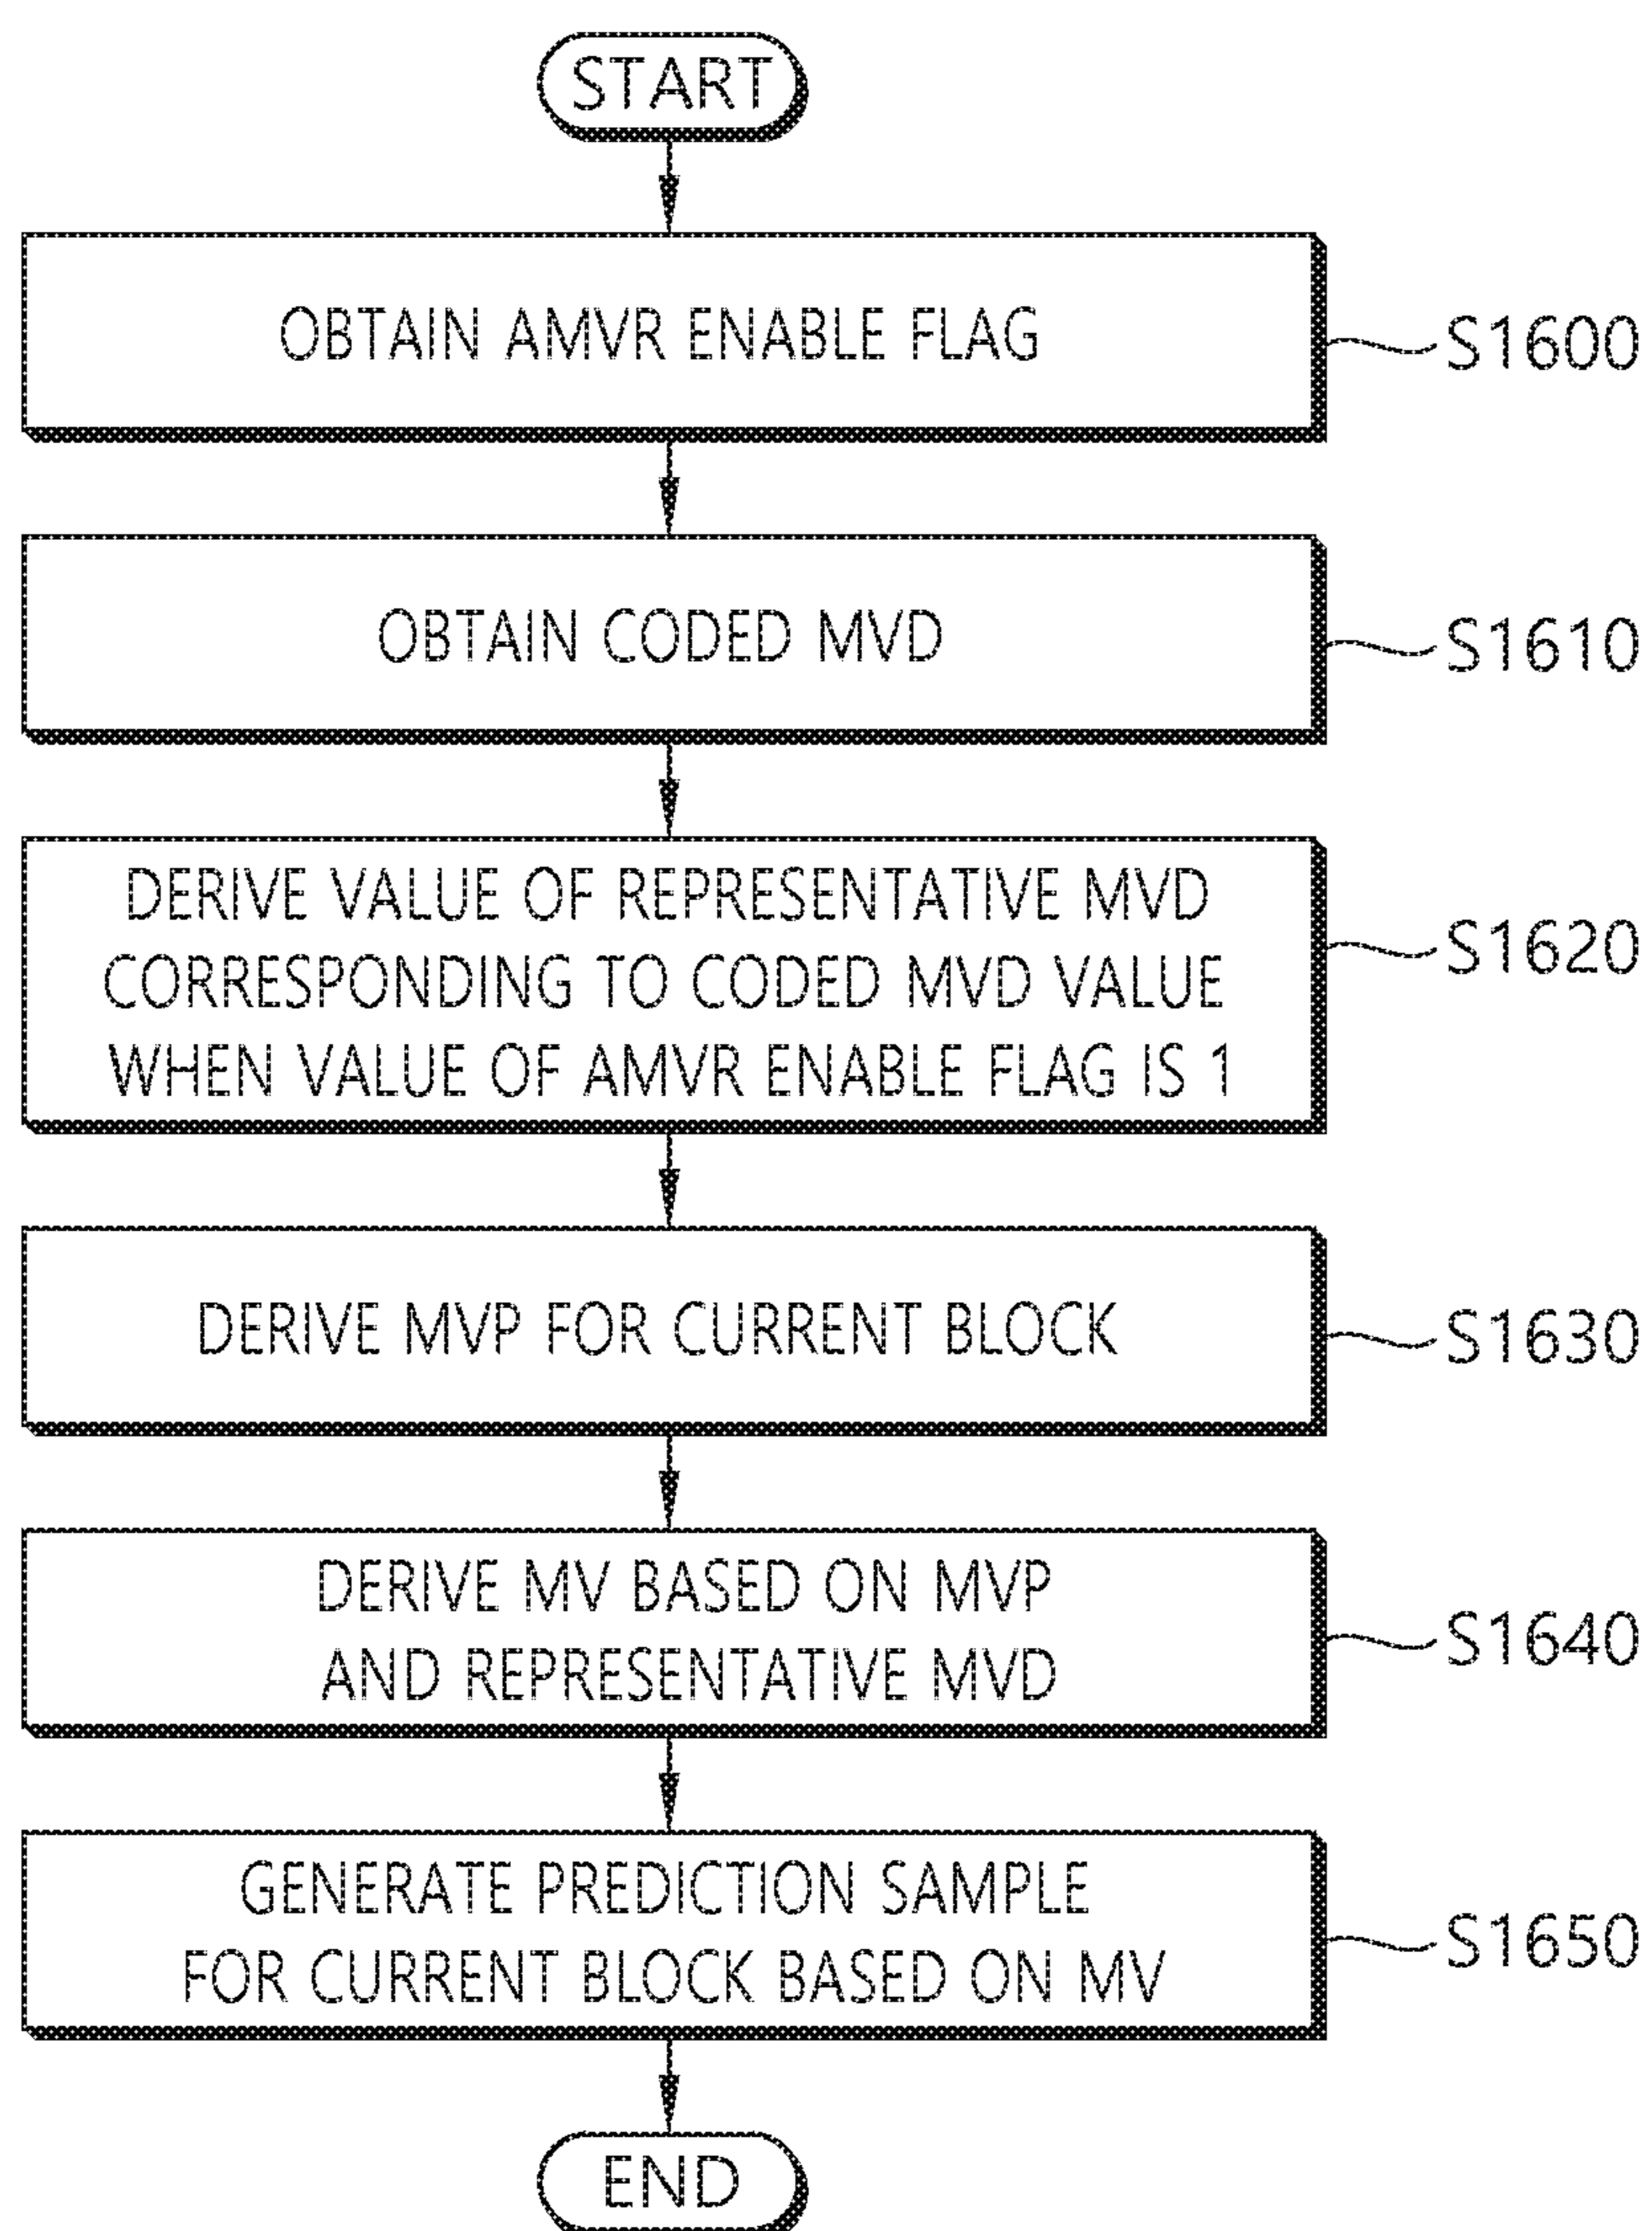 START
OBTAIN AMVR ENABLE FLAG
S1600
OBTAIN CODED MVD
S1610
DERIVE VALUE OF REPRESENTATIVE MVD
CORRESPONDING TO CODED MVD VALUE
WHEN VALUE OF AMVR ENABLE FLAG IS 1
S1620
DERIVE MVP FOR CURRENT BLOCK
S1630
DERIVE MV BASED ON MVP
AND REPRESENTATIVE MVD
S1640
GENERATE PREDICTION SAMPLE
FOR CURRENT BLOCK BASED ON MV
S1650
END